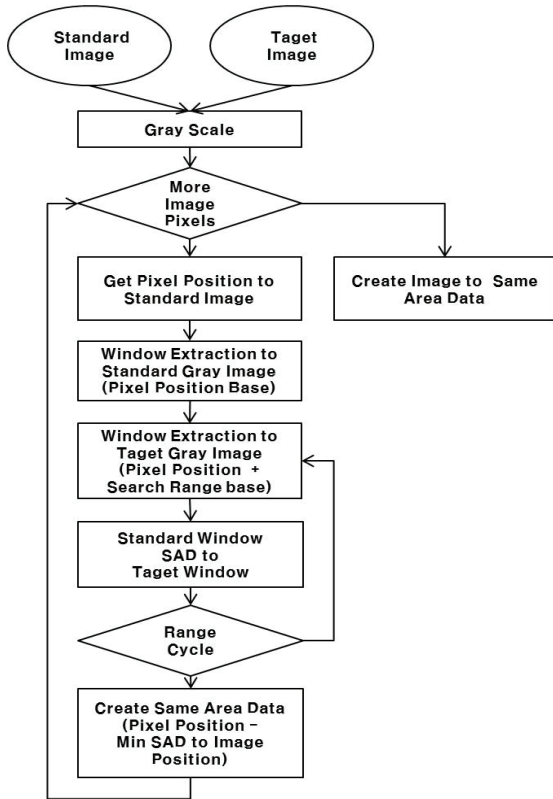 Standard
Image
Taget
Image
Gray Scale
More
Image
Pixels
Get Pixel Position to
Standard Image
Create Image to Same
Area Data
Window Extraction to
Standard Gray Image
(Pixel Position Base)
Window Extraction to
Taget Gray Image
(Pixel Position +
Search Range base)
Standard Window
SAD to
Taget Window
Range
Cycle
Create Same Area Data
(Pixel Position –
Min SAD to Image
Position)